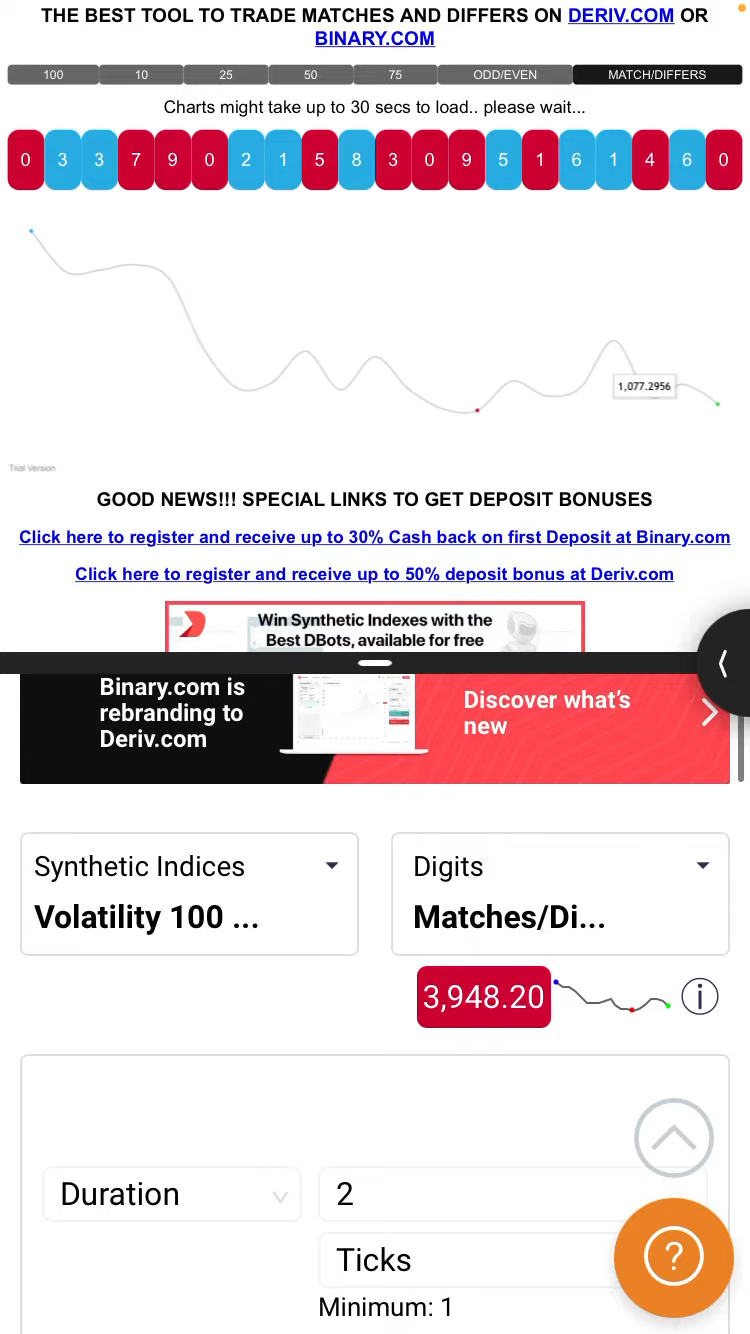 THE BEST TOOL TO TRADE MATCHES AND DIFFERS ON DERIV.COM OR
BINARY.COM
100 10 25 50 75 ODD/EVEN MATCH/DIFFERS
Charts might take up to 30 secs to load.. please wait...
0 3 3 7 9 0 2 1 5 8 3 0 9 5 1 6 1 4 6 0
1,077.2956
Trial Version
GOOD NEWS!!! SPECIAL LINKS TO GET DEPOSIT BONUSES
Click here to register and receive up to 30% Cash back on first Deposit at Binary.com
Click here to register and receive up to 50% deposit bonus at Deriv.com
Win Synthetic Indexes with the
Best DBots, available for free
Binary.com is
rebranding to
Deriv.com
Discover what's
new
Synthetic Indices
Volatility 100 ...
Digits
Matches/Di...
3,948.20
Duration
2
Ticks
Minimum: 1
?